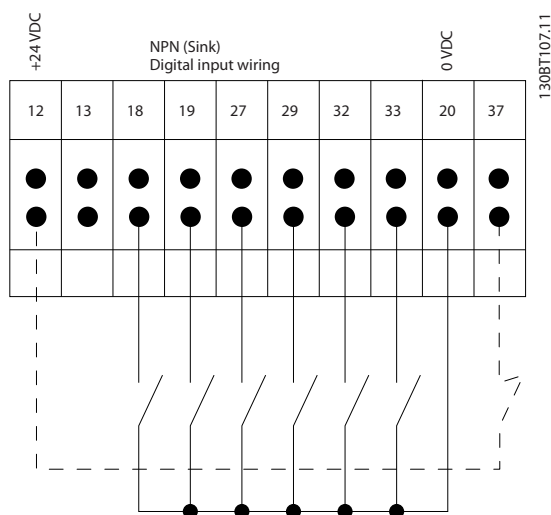 +24 VDC
NPN (Sink)
Digital input wiring
0 VDC
130BT107.11
12 13 18 19 27 29 32 33 20 37